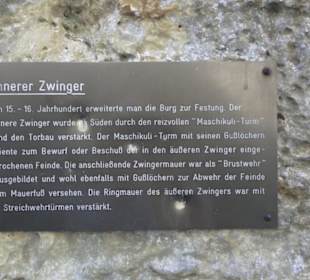 nnerer Zwinger
m 15. - 16. Jahrhundert erweiterte man die Burg zur Festung. Der
nnere Zwinger wurde Süden durch den reizvollen "Maschikuli-Turm"
nd den Torbau verstärkt. Der Maschikuli-Turm mit seinen Gußlöchern
iente zum Bewurf oder Beschuß der in den äußeren Zwinger einge-
rochenen Feinde. Die anschließende Zwingermauer war als "Brustwehr"
usgebildet und wohl ebenfalls mit Gußlöchern zur Abwehr der Feinde
m Mauerfuß versehen. Die Ringmauer des äußeren Zwingers war mit
Streichwehrtürmen verstärkt.